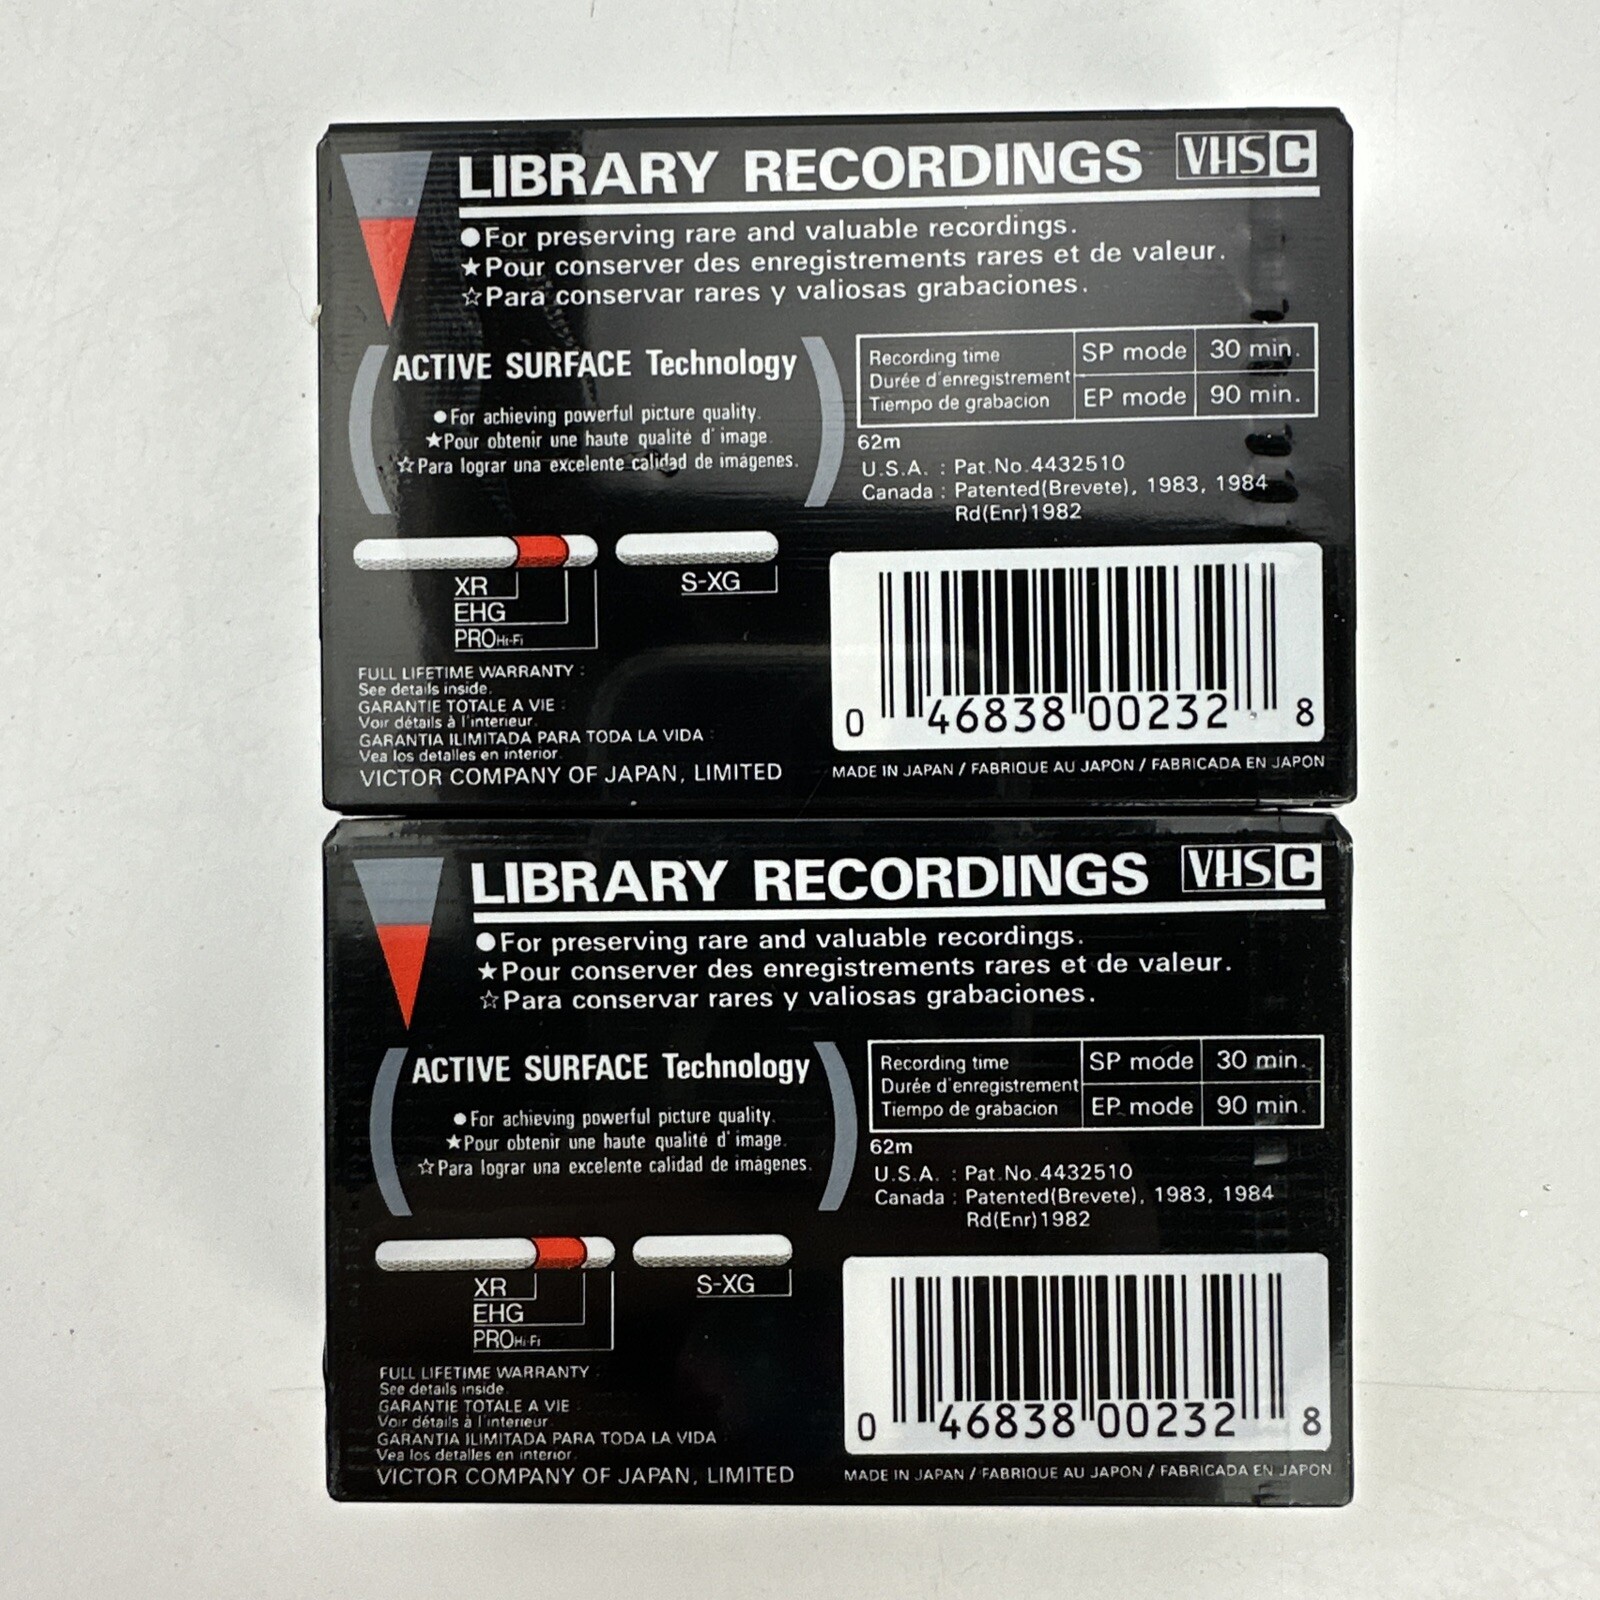 LIBRARY RECORDINGS VHS C
●For preserving rare and valuable recordings.
★Pour conserver des enregistrements rares et de valeur.
☆Para conservar rares y valiosas grabaciones.
ACTIVE SURFACE Technology
●For achieving powerful picture quality.
★Pour obtenir une haute qualité d'image.
☆Para lograr una excelente calidad de imágenes.
Recording time
Durée d'enregistrement
Tiempo de grabacion
SP mode 30 min.
EP mode 90 min.
62m
U.S.A. : Pat.No.4432510
Canada : Patented(Brevete), 1983, 1984
Rd(Enr)1982
XR
EHG
PRO Hi-Fi
S-XG
FULL LIFETIME WARRANTY :
See details inside.
GARANTIE TOTALE A VIE :
Voir détails à l'interieur.
GARANTIA ILIMITADA PARA TODA LA VIDA :
Vea los detalles en interior.
VICTOR COMPANY OF JAPAN, LIMITED
0 46838 00232 8
MADE IN JAPAN / FABRIQUE AU JAPON / FABRICADA EN JAPON
LIBRARY RECORDINGS VHS C
●For preserving rare and valuable recordings.
★Pour conserver des enregistrements rares et de valeur.
☆Para conservar rares y valiosas grabaciones.
ACTIVE SURFACE Technology
●For achieving powerful picture quality.
★Pour obtenir une haute qualité d'image.
☆Para lograr una excelente calidad de imágenes.
Recording time
Durée d'enregistrement
Tiempo de grabacion
SP mode 30 min.
EP mode 90 min.
62m
U.S.A. : Pat.No.4432510
Canada : Patented(Brevete), 1983, 1984
Rd(Enr)1982
XR
EHG
PRO Hi-Fi
S-XG
FULL LIFETIME WARRANTY :
See details inside.
GARANTIE TOTALE A VIE :
Voir détails à l'interieur.
GARANTIA ILIMITADA PARA TODA LA VIDA :
Vea los detalles en interior.
VICTOR COMPANY OF JAPAN, LIMITED
0 46838 00232 8
MADE IN JAPAN / FABRIQUE AU JAPON / FABRICADA EN JAPON